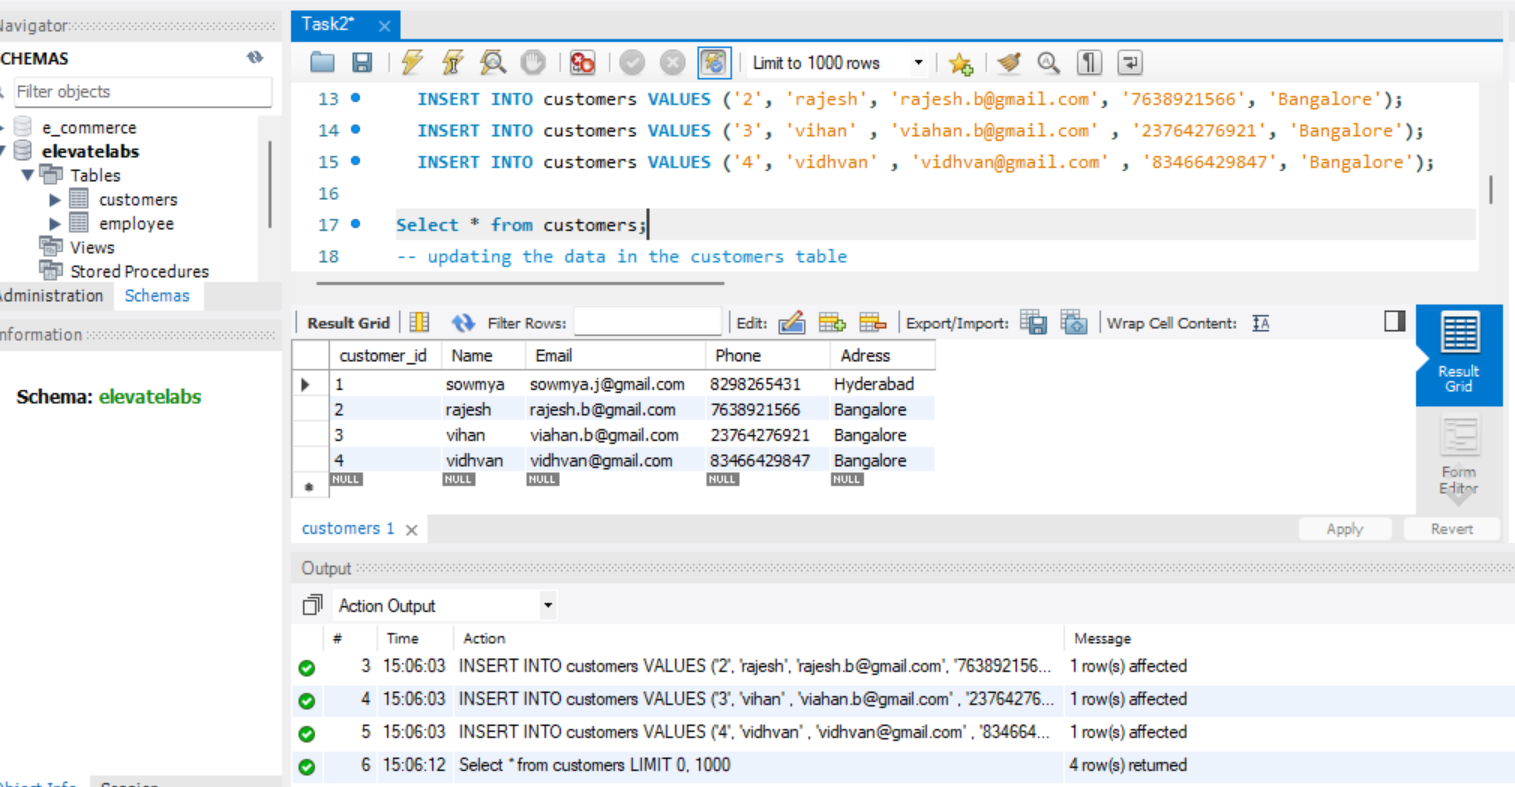 Navigator
SCHEMAS
Filter objects
e_commerce
elevatelabs
Tables
customers
employee
Views
Stored Procedures
Administration Schemas
Information
Schema: elevatelabs
Object Info Session
Task2*
Limit to 1000 rows
13 INSERT INTO customers VALUES ('2', 'rajesh', 'rajesh.b@gmail.com', '7638921566', 'Bangalore');
14 INSERT INTO customers VALUES ('3', 'vihan' , 'viahan.b@gmail.com' , '23764276921', 'Bangalore');
15 INSERT INTO customers VALUES ('4', 'vidhvan' , 'vidhvan@gmail.com' , '83466429847', 'Bangalore');
16
17 Select * from customers;
18 -- updating the data in the customers table
Result Grid Filter Rows: Edit: Export/Import: Wrap Cell Content:
customer_id Name Email Phone Adress
1 sowmya sowmya.j@gmail.com 8298265431 Hyderabad
2 rajesh rajesh.b@gmail.com 7638921566 Bangalore
3 vihan viahan.b@gmail.com 23764276921 Bangalore
4 vidhvan vidhvan@gmail.com 83466429847 Bangalore
NULL NULL NULL NULL NULL
Result
Grid
Form
Editor
customers 1 Apply Revert
Output
Action Output
# Time Action Message
3 15:06:03 INSERT INTO customers VALUES ('2', 'rajesh', 'rajesh.b@gmail.com', '763892156... 1 row(s) affected
4 15:06:03 INSERT INTO customers VALUES ('3', 'vihan' , 'viahan.b@gmail.com' , '23764276... 1 row(s) affected
5 15:06:03 INSERT INTO customers VALUES ('4', 'vidhvan' , 'vidhvan@gmail.com' , '834664... 1 row(s) affected
6 15:06:12 Select * from customers LIMIT 0, 1000 4 row(s) returned